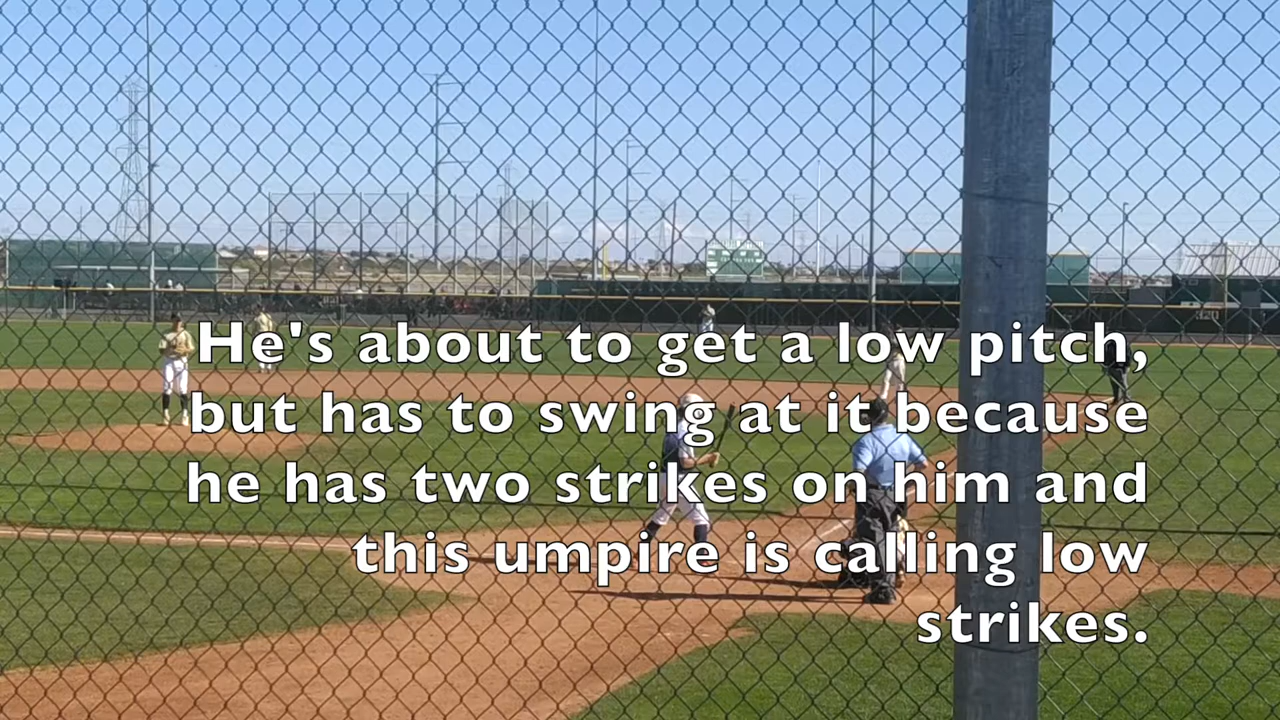 He's about to get a low pitch,
but has to swing at it because
he has two strikes on him and
this umpire is calling low
strikes.